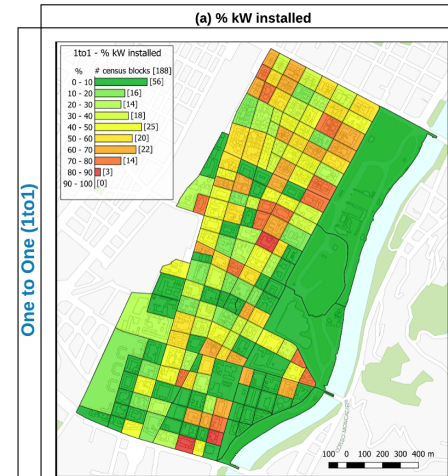 (a) % kW installed
One to One (1to1)
1to1 - % kW installed
% # census blocks [188]
0 - 10 [56]
10 - 20 [16]
20 - 30 [14]
30 - 40 [18]
40 - 50 [25]
50 - 60 [20]
60 - 70 [22]
70 - 80 [14]
80 - 90 [3]
90 - 100 [0]
100 0 100 200 300 400 m